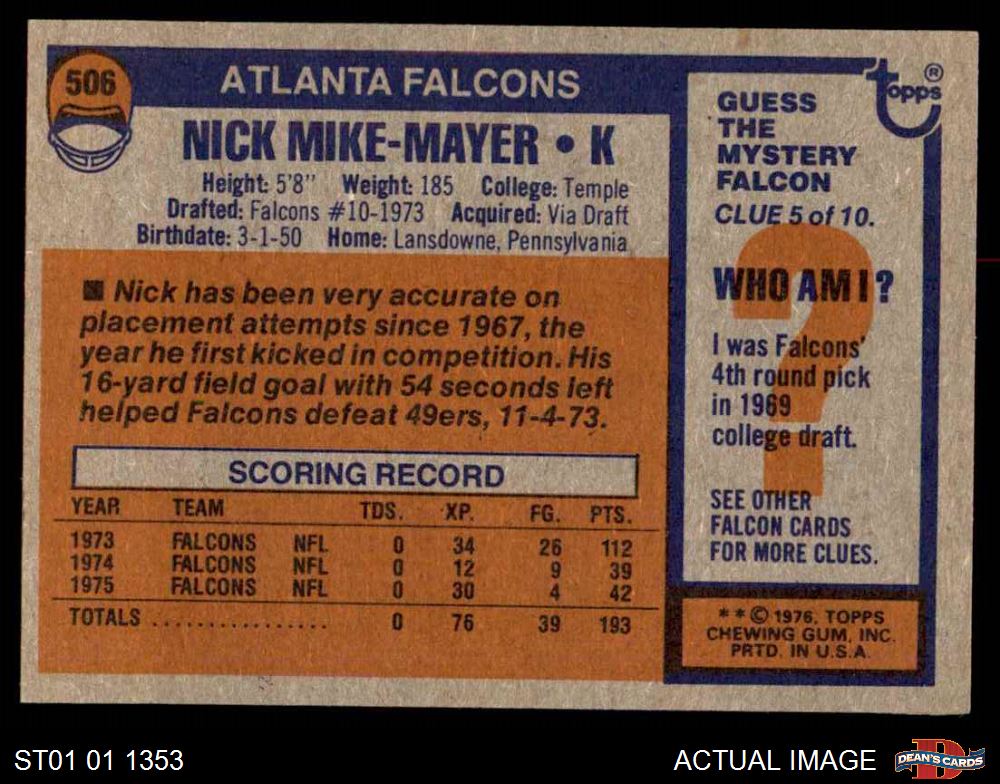 506
ATLANTA FALCONS
NICK MIKE-MAYER • K
Height: 5'8" Weight: 185 College: Temple
Drafted: Falcons #10-1973 Acquired: Via Draft
Birthdate: 3-1-50 Home: Lansdowne, Pennsylvania
■ Nick has been very accurate on
placement attempts since 1967, the
year he first kicked in competition. His
16-yard field goal with 54 seconds left
helped Falcons defeat 49ers, 11-4-73.
SCORING RECORD
YEAR TEAM TDS. XP. FG. PTS.
1973 FALCONS NFL 0 34 26 112
1974 FALCONS NFL 0 12 9 39
1975 FALCONS NFL 0 30 4 42
TOTALS ................ 0 76 39 193
topps®
GUESS
THE
MYSTERY
FALCON
CLUE 5 of 10.
WHO AM I?
I was Falcons'
4th round pick
in 1969
college draft.
SEE OTHER
FALCON CARDS
FOR MORE CLUES.
* * © 1976, TOPPS
CHEWING GUM, INC.
PRTD. IN U.S.A.
ST01 01 1353
ACTUAL IMAGE
DEAN'S CARDS